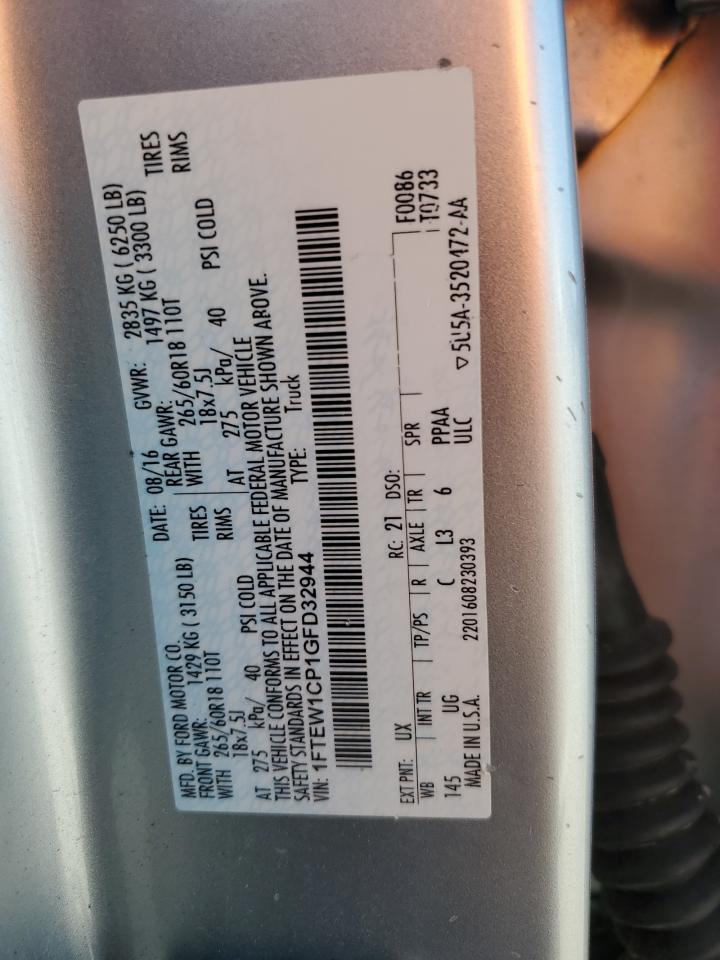 MFD. BY FORD MOTOR CO.
DATE: 08/16 GVWR: 2835 KG ( 6250 LB)
FRONT GAWR: 1429 KG ( 3150 LB) REAR GAWR: 1497 KG ( 3300 LB)
WITH 265/60R18 110T TIRES WITH 265/60R18 110T TIRES
18x7.5J RIMS 18x7.5J RIMS
AT 275 kPa/ 40 PSI COLD AT 275 kPa/ 40 PSI COLD
THIS VEHICLE CONFORMS TO ALL APPLICABLE FEDERAL MOTOR VEHICLE
SAFETY STANDARDS IN EFFECT ON THE DATE OF MANUFACTURE SHOWN ABOVE.
VIN: 1FTEW1CP1GFD32944 TYPE: Truck
F0086
EXT PNT: UX RC: 21 DSO: T0733
WB INT TR TP/PS R AXLE TR SPR
145 UG C L3 6 PPAA
MADE IN U.S.A. 2201608230393 ULC ▽5U5A-3520472-AA